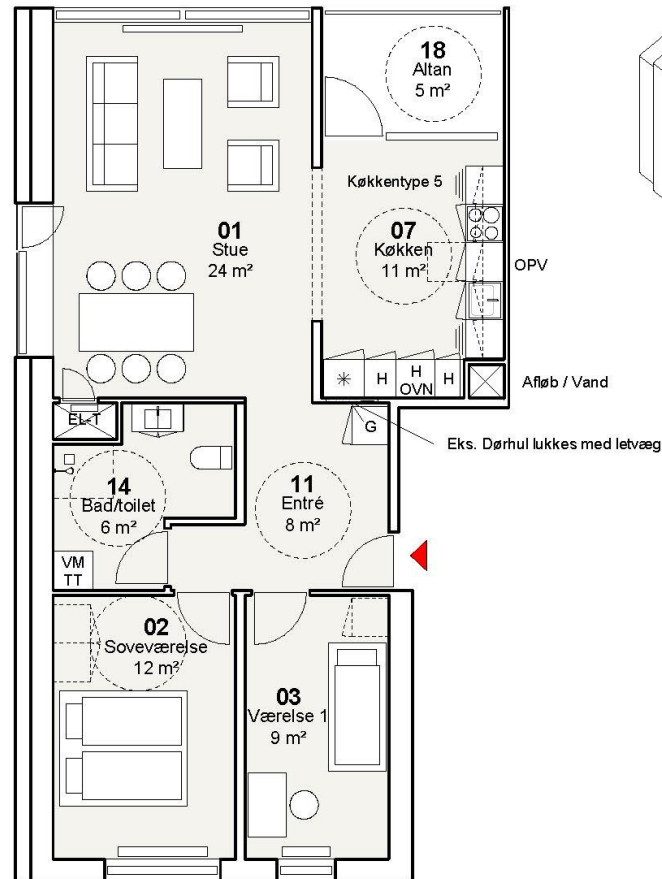 18
Altan
5 m²
Køkkentype 5
01
Stue
24 m²
07
Køkken
11 m²
OPV
H
H
OVN
H
Afløb / Vand
EL-T
G
Eks. Dørhul lukkes med letvæg
14
Bad/toilet
6 m²
11
Entré
8 m²
VM
TT
02
Soveværelse
12 m²
03
Værelse 1
9 m²